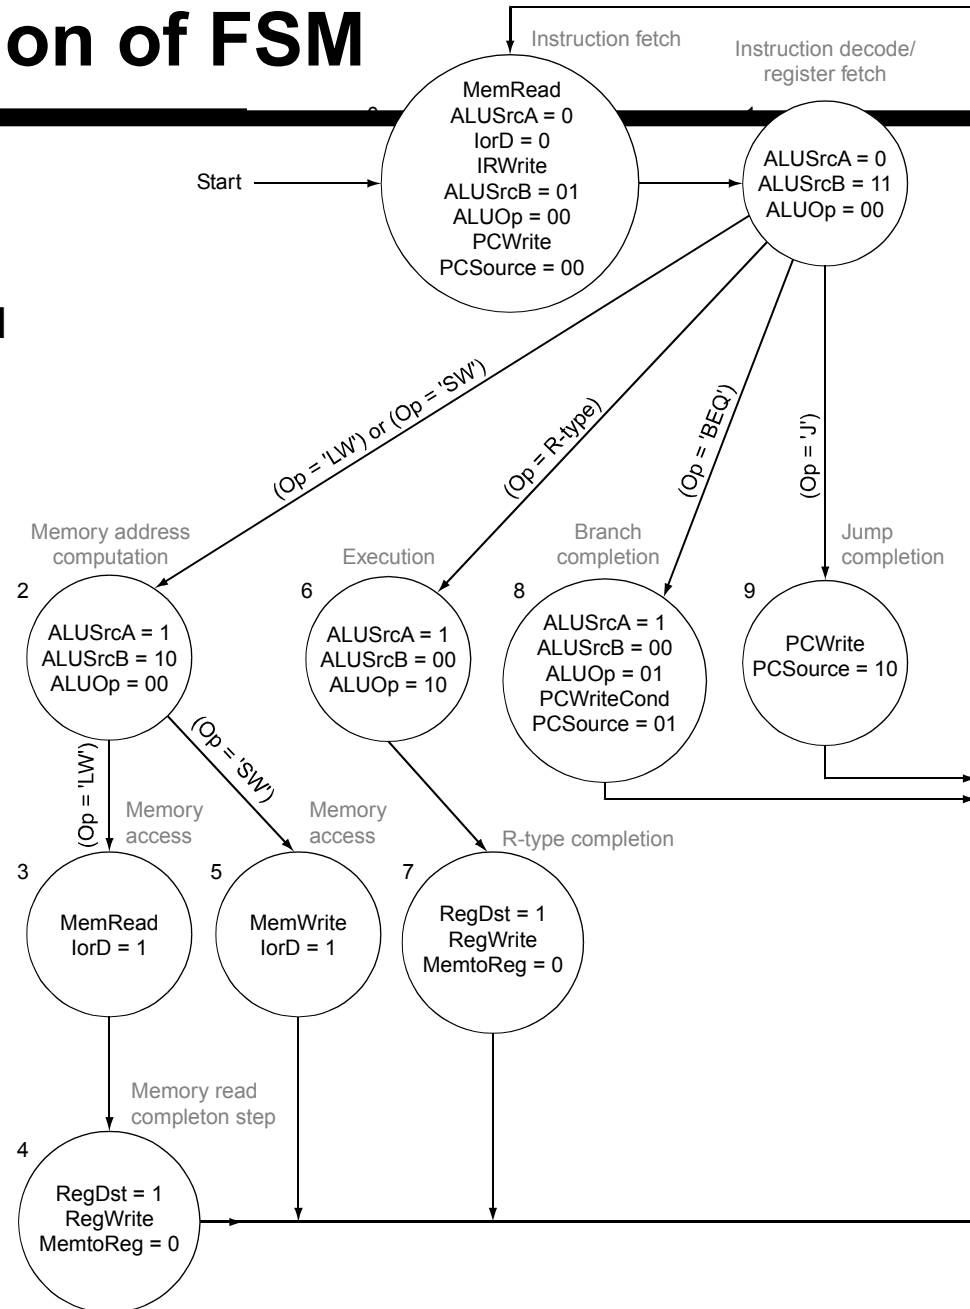 on of FSM
Instruction fetch
Instruction decode/
register fetch
MemRead
ALUSrcA = 0
IorD = 0
IRWrite
ALUSrcB = 01
ALUOp = 00
PCWrite
PCSource = 00
ALUSrcA = 0
ALUSrcB = 11
ALUOp = 00
Start
(Op = 'LW') or (Op = 'SW')
(Op = R-type)
(Op = 'BEQ')
(Op = 'J')
Memory address
computation
2
ALUSrcA = 1
ALUSrcB = 10
ALUOp = 00
Execution
6
ALUSrcA = 1
ALUSrcB = 00
ALUOp = 10
Branch
completion
8
ALUSrcA = 1
ALUSrcB = 00
ALUOp = 01
PCWriteCond
PCSource = 01
Jump
completion
9
PCWrite
PCSource = 10
(Op = 'LW')
(Op = 'SW')
Memory
access
3
MemRead
IorD = 1
Memory
access
5
MemWrite
IorD = 1
R-type completion
7
RegDst = 1
RegWrite
MemtoReg = 0
Memory read
completon step
4
RegDst = 1
RegWrite
MemtoReg = 0